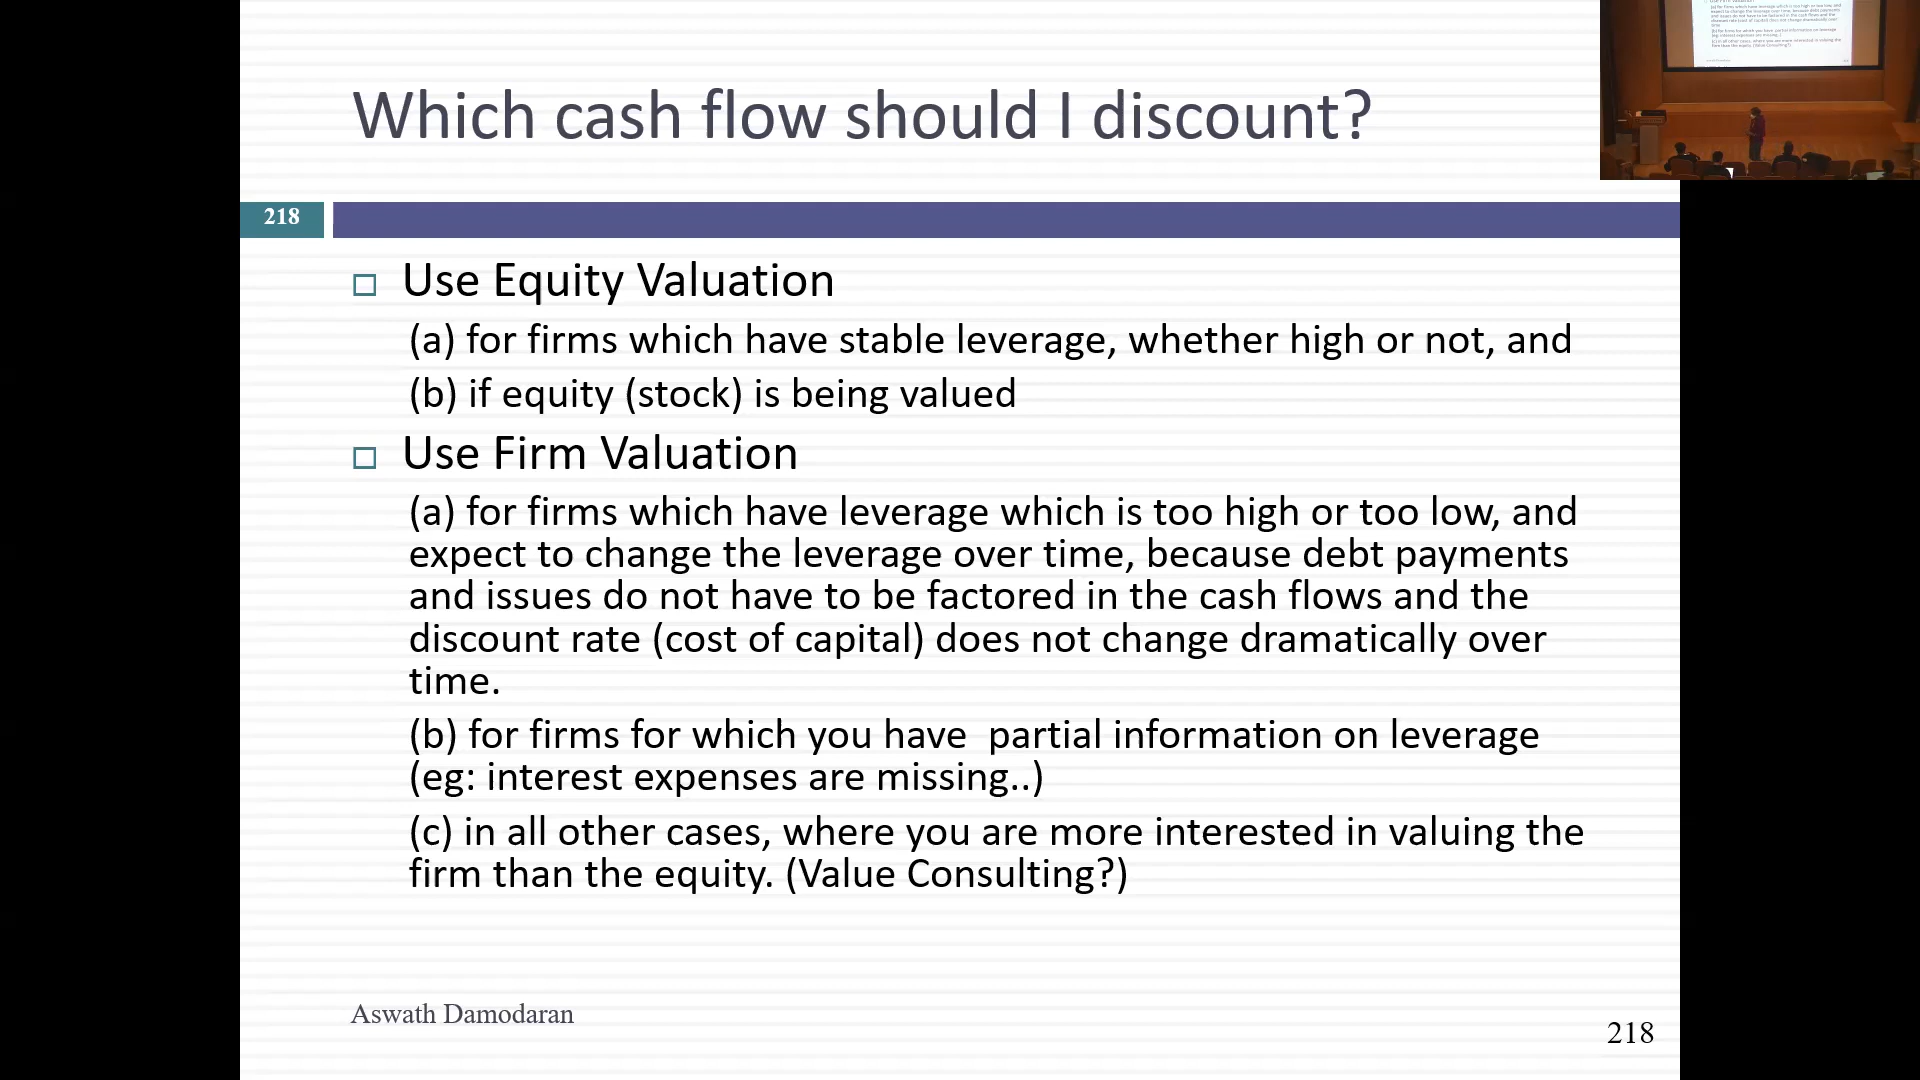 Which cash flow should I discount?
218
Use Equity Valuation
(a) for firms which have stable leverage, whether high or not, and
(b) if equity (stock) is being valued
Use Firm Valuation
(a) for firms which have leverage which is too high or too low, and
expect to change the leverage over time, because debt payments
and issues do not have to be factored in the cash flows and the
discount rate (cost of capital) does not change dramatically over
time.
(b) for firms for which you have  partial information on leverage
(eg: interest expenses are missing..)
(c) in all other cases, where you are more interested in valuing the
firm than the equity. (Value Consulting?)
Aswath Damodaran
218